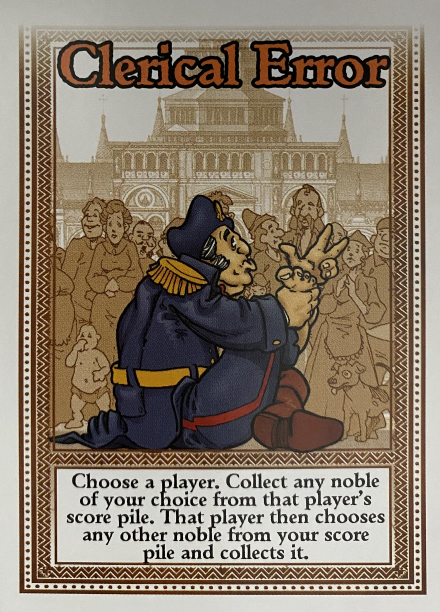 Clerical Error
Choose a player. Collect any noble
of your choice from that player's
score pile. That player then chooses
any other noble from your score
pile and collects it.